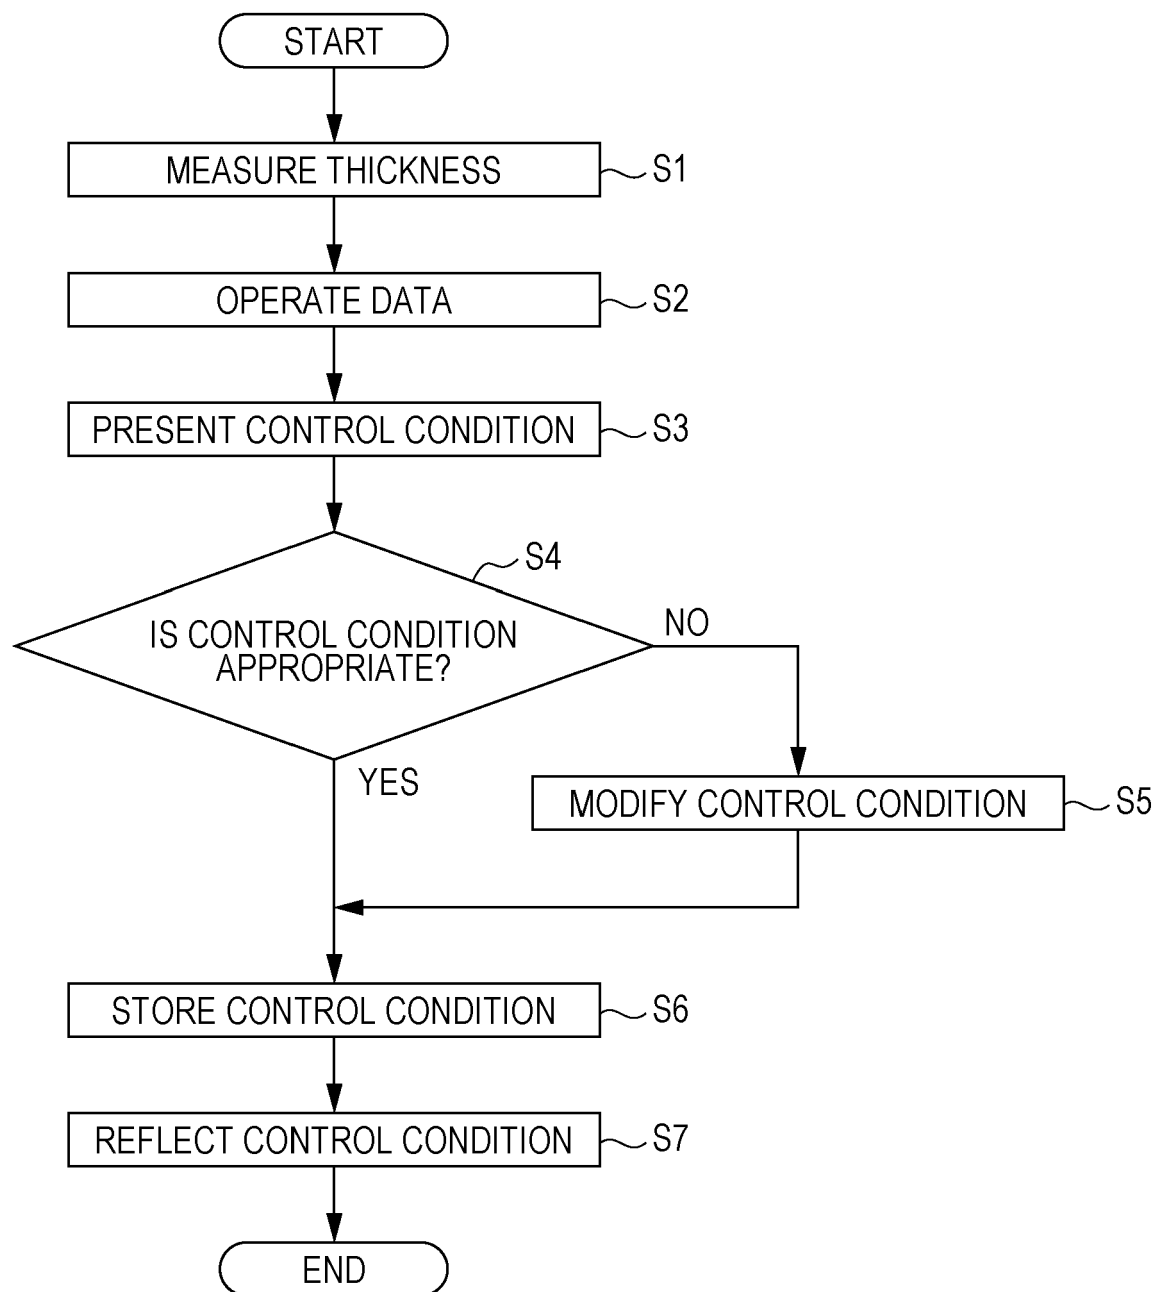 START
MEASURE THICKNESS
S1
OPERATE DATA
S2
PRESENT CONTROL CONDITION
S3
S4
IS CONTROL CONDITION
APPROPRIATE?
NO
YES
MODIFY CONTROL CONDITION
S5
STORE CONTROL CONDITION
S6
REFLECT CONTROL CONDITION
S7
END